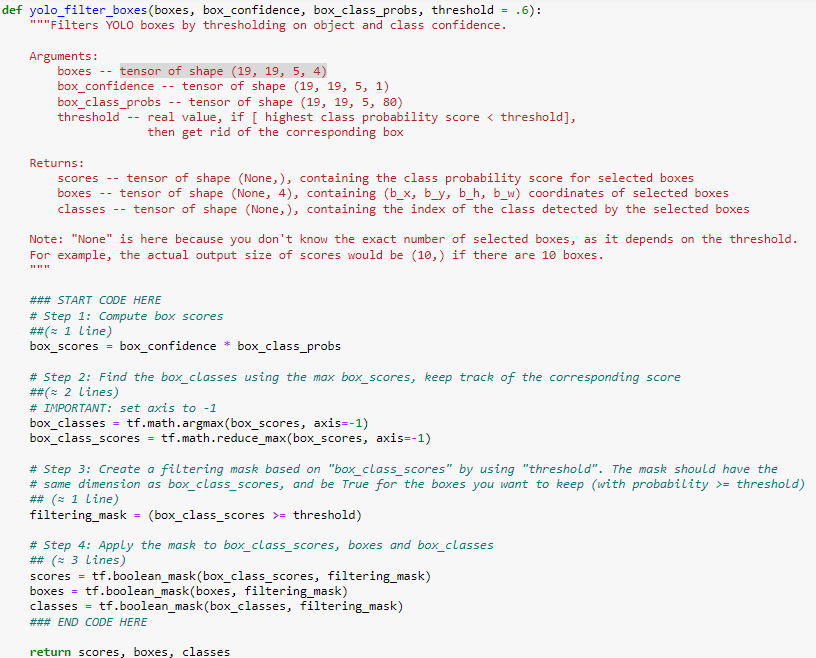 def yolo_filter_boxes(boxes, box_confidence, box_class_probs, threshold = .6):
    """Filters YOLO boxes by thresholding on object and class confidence.

    Arguments:
        boxes -- tensor of shape (19, 19, 5, 4)
        box_confidence -- tensor of shape (19, 19, 5, 1)
        box_class_probs -- tensor of shape (19, 19, 5, 80)
        threshold -- real value, if [ highest class probability score < threshold],
                     then get rid of the corresponding box

    Returns:
        scores -- tensor of shape (None,), containing the class probability score for selected boxes
        boxes -- tensor of shape (None, 4), containing (b_x, b_y, b_h, b_w) coordinates of selected boxes
        classes -- tensor of shape (None,), containing the index of the class detected by the selected boxes

    Note: "None" is here because you don't know the exact number of selected boxes, as it depends on the threshold.
    For example, the actual output size of scores would be (10,) if there are 10 boxes.
    """

    ### START CODE HERE
    # Step 1: Compute box scores
    ##(≈ 1 line)
    box_scores = box_confidence * box_class_probs

    # Step 2: Find the box_classes using the max box_scores, keep track of the corresponding score
    ##(≈ 2 lines)
    # IMPORTANT: set axis to -1
    box_classes = tf.math.argmax(box_scores, axis=-1)
    box_class_scores = tf.math.reduce_max(box_scores, axis=-1)

    # Step 3: Create a filtering mask based on "box_class_scores" by using "threshold". The mask should have the
    # same dimension as box_class_scores, and be True for the boxes you want to keep (with probability >= threshold)
    ## (≈ 1 line)
    filtering_mask = (box_class_scores >= threshold)

    # Step 4: Apply the mask to box_class_scores, boxes and box_classes
    ## (≈ 3 lines)
    scores = tf.boolean_mask(box_class_scores, filtering_mask)
    boxes = tf.boolean_mask(boxes, filtering_mask)
    classes = tf.boolean_mask(box_classes, filtering_mask)
    ### END CODE HERE

    return scores, boxes, classes